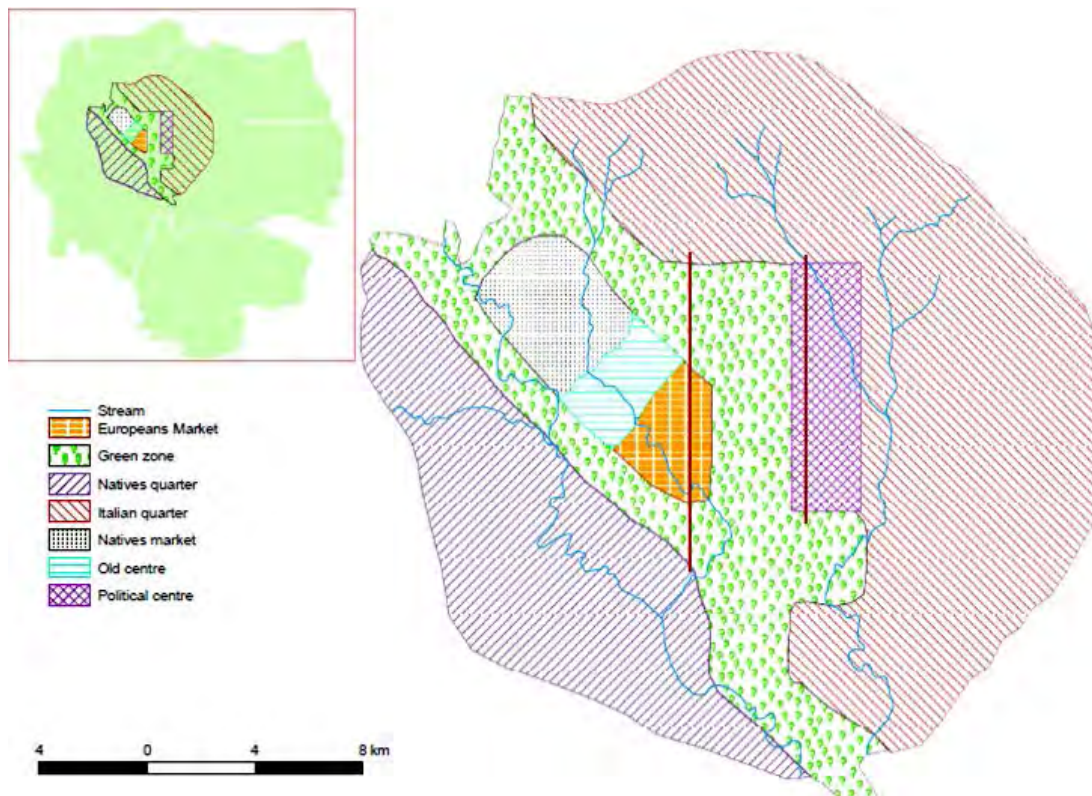 Stream
Europeans Market
Green zone
Natives quarter
Italian quarter
Natives market
Old centre
Political centre
4 0 4 8 km